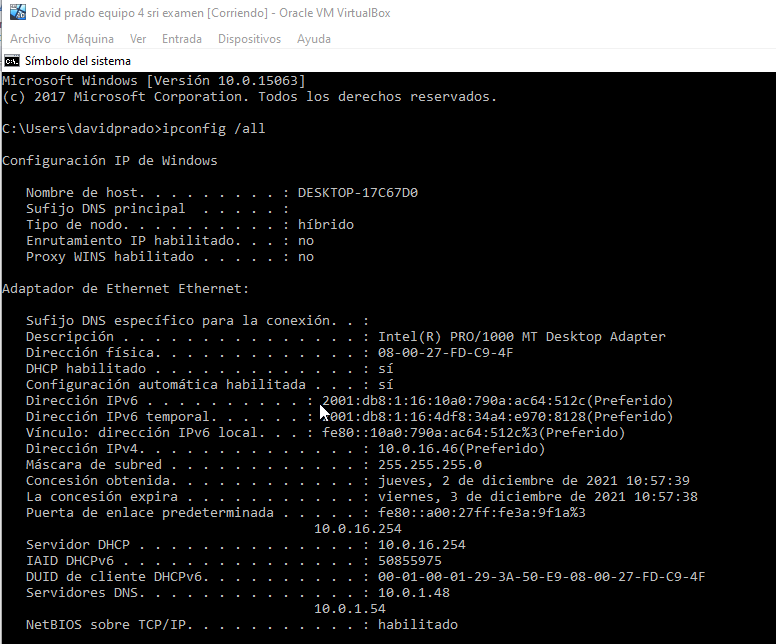 David prado equipo 4 sri examen [Corriendo] - Oracle VM VirtualBox
Archivo Máquina Ver Entrada Dispositivos Ayuda
Símbolo del sistema
Microsoft Windows [Versión 10.0.15063]
(c) 2017 Microsoft Corporation. Todos los derechos reservados.
C:\Users\davidprado>ipconfig /all
Configuración IP de Windows
Nombre de host. . . . . . . . . : DESKTOP-17C67D0
Sufijo DNS principal  . . . . . :
Tipo de nodo. . . . . . . . . . : híbrido
Enrutamiento IP habilitado. . . : no
Proxy WINS habilitado . . . . . : no
Adaptador de Ethernet Ethernet:
Sufijo DNS específico para la conexión. . :
Descripción . . . . . . . . . . . . . . . : Intel(R) PRO/1000 MT Desktop Adapter
Dirección física. . . . . . . . . . . . . : 08-00-27-FD-C9-4F
DHCP habilitado . . . . . . . . . . . . . : sí
Configuración automática habilitada . . . : sí
Dirección IPv6 . . . . . . . . . . : 2001:db8:1:16:10a0:790a:ac64:512c(Preferido)
Dirección IPv6 temporal. . . . . . : 2001:db8:1:16:4df8:34a4:e970:8128(Preferido)
Vínculo: dirección IPv6 local. . . : fe80::10a0:790a:ac64:512c%3(Preferido)
Dirección IPv4. . . . . . . . . . . . . . : 10.0.16.46(Preferido)
Máscara de subred . . . . . . . . . . . . : 255.255.255.0
Concesión obtenida. . . . . . . . . . . . : jueves, 2 de diciembre de 2021 10:57:39
La concesión expira . . . . . . . . . . . : viernes, 3 de diciembre de 2021 10:57:38
Puerta de enlace predeterminada . . . . . : fe80::a00:27ff:fe3a:9f1a%3
10.0.16.254
Servidor DHCP . . . . . . . . . . . . . . : 10.0.16.254
IAID DHCPv6 . . . . . . . . . . . . . . . : 50855975
DUID de cliente DHCPv6. . . . . . . . . . : 00-01-00-01-29-3A-50-E9-08-00-27-FD-C9-4F
Servidores DNS. . . . . . . . . . . . . . : 10.0.1.48
10.0.1.54
NetBIOS sobre TCP/IP. . . . . . . . . . . : habilitado